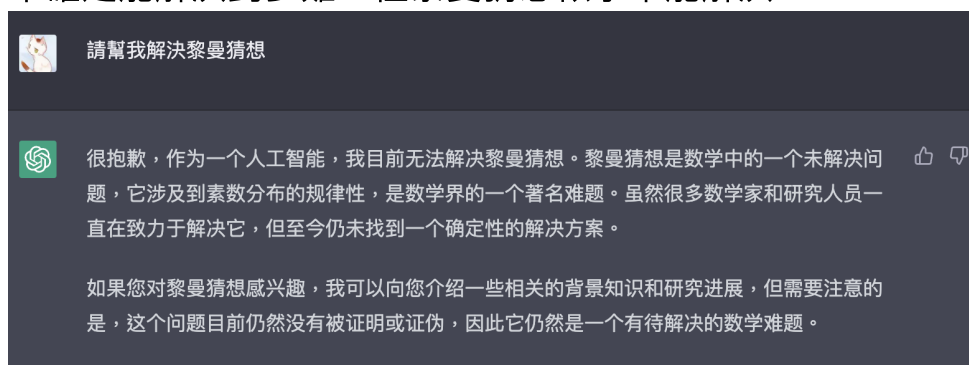 請幫我解決黎曼猜想
很抱歉，作为一个人工智能，我目前无法解决黎曼猜想。黎曼猜想是数学中的一个未解决问
题，它涉及到素数分布的规律性，是数学界的一个著名难题。虽然很多数学家和研究人员一
直在致力于解决它，但至今仍未找到一个确定性的解决方案。
如果您对黎曼猜想感兴趣，我可以向您介绍一些相关的背景知识和研究进展，但需要注意的
是，这个问题目前仍然没有被证明或证伪，因此它仍然是一个有待解决的数学难题。